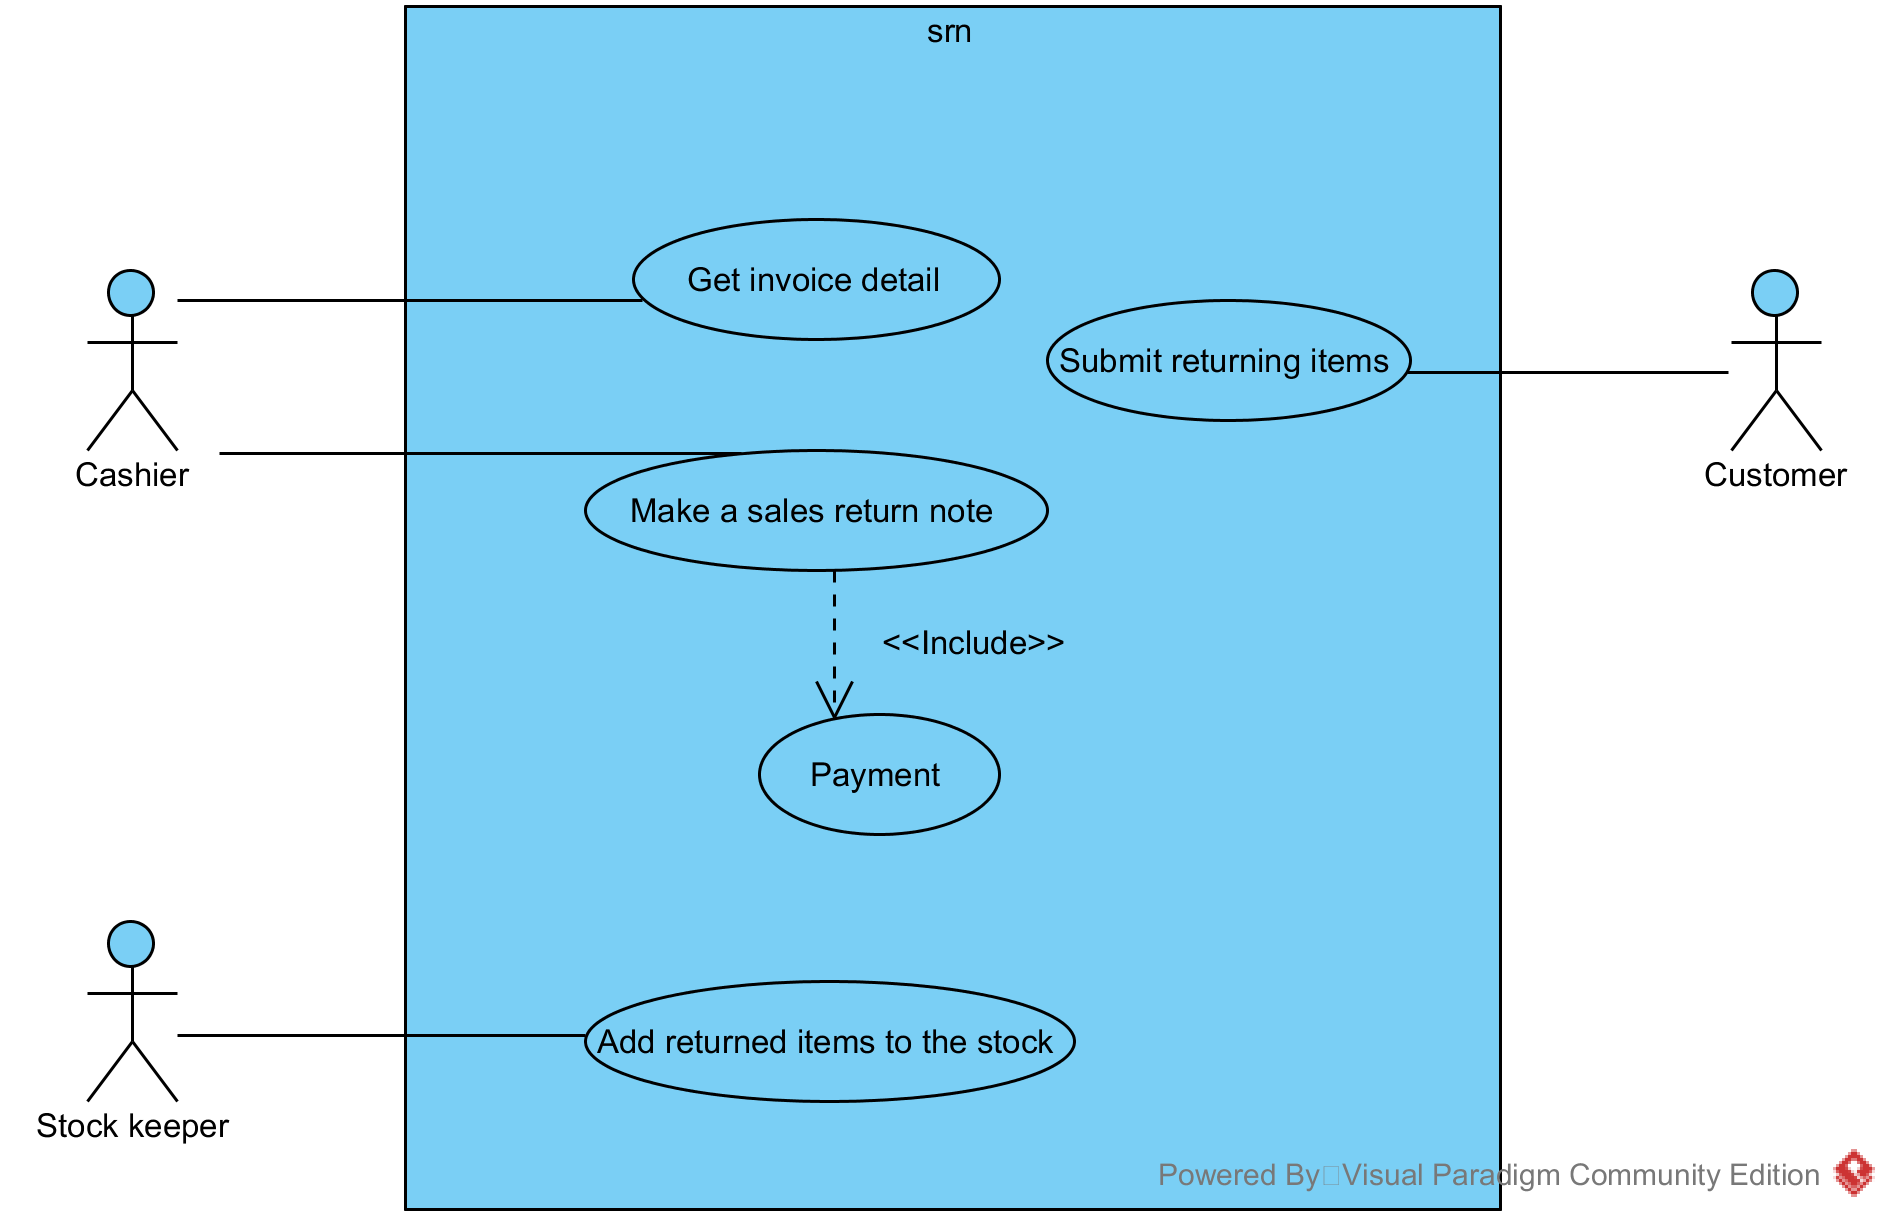 srn
Get invoice detail
Submit returning items
Cashier
Customer
Make a sales return note
<<Include>>
Payment
Add returned items to the stock
Stock keeper
Powered By Visual Paradigm Community Edition